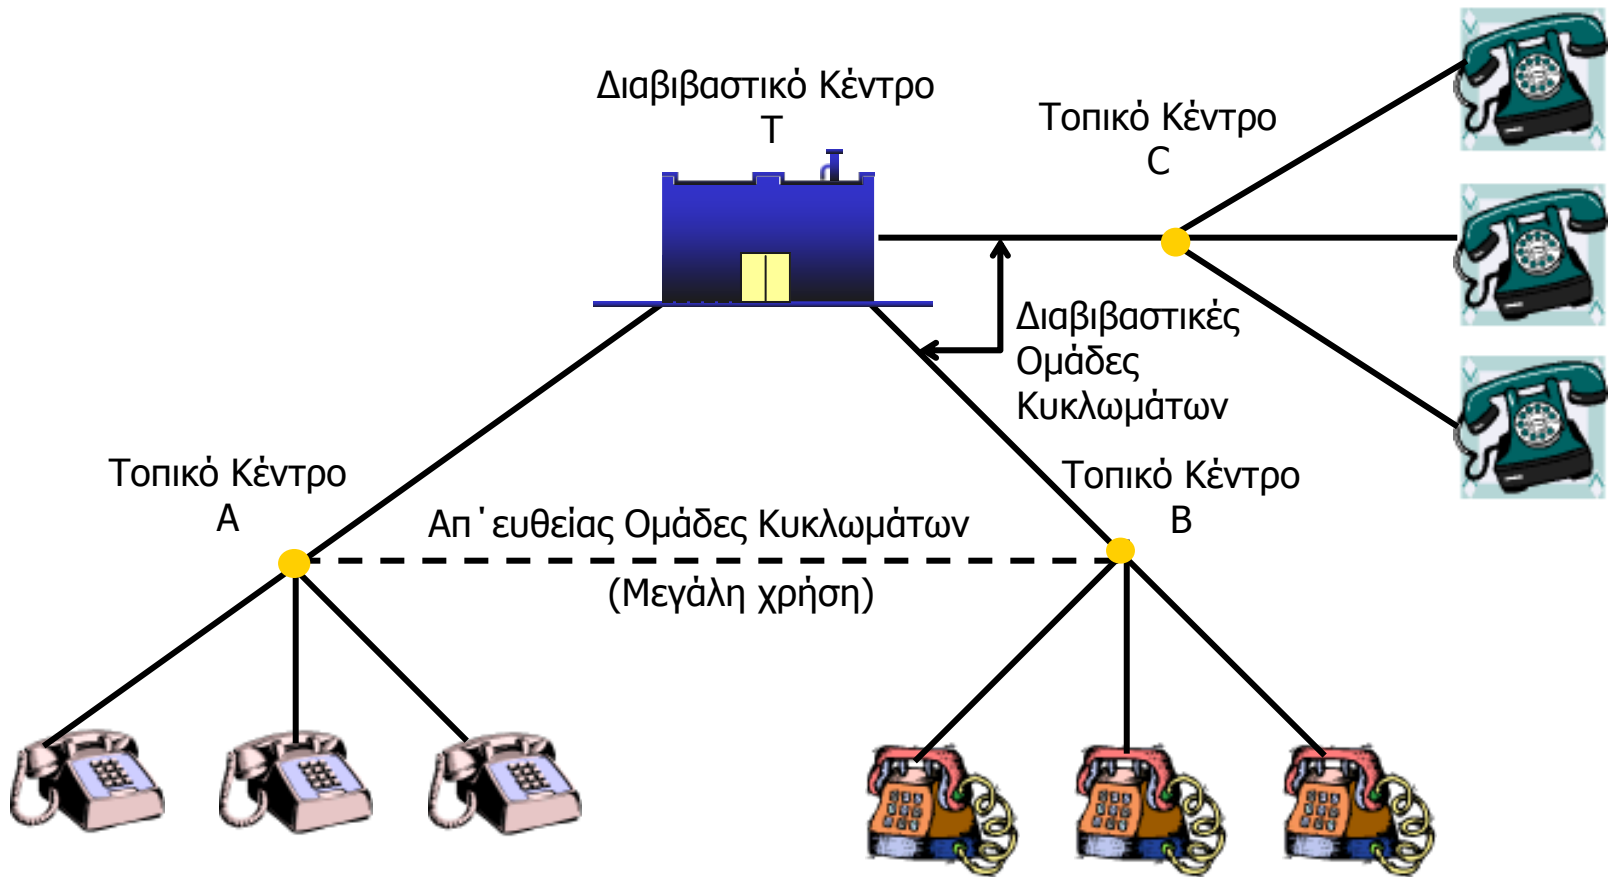 Διαβιβαστικό Κέντρο
Τ
Τοπικό Κέντρο
C
Διαβιβαστικές
Ομάδες
Κυκλωμάτων
Τοπικό Κέντρο
Α
Τοπικό Κέντρο
Β
Απ΄ευθείας Ομάδες Κυκλωμάτων
(Μεγάλη χρήση)